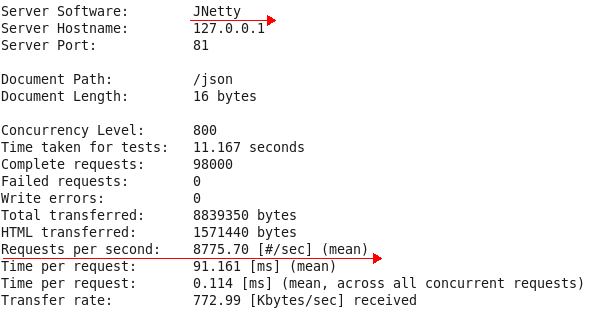 Server Software: JNetty
Server Hostname: 127.0.0.1
Server Port: 81
Document Path: /json
Document Length: 16 bytes
Concurrency Level: 800
Time taken for tests: 11.167 seconds
Complete requests: 98000
Failed requests: 0
Write errors: 0
Total transferred: 8839350 bytes
HTML transferred: 1571440 bytes
Requests per second: 8775.70 [#/sec] (mean)
Time per request: 91.161 [ms] (mean)
Time per request: 0.114 [ms] (mean, across all concurrent requests)
Transfer rate: 772.99 [Kbytes/sec] received